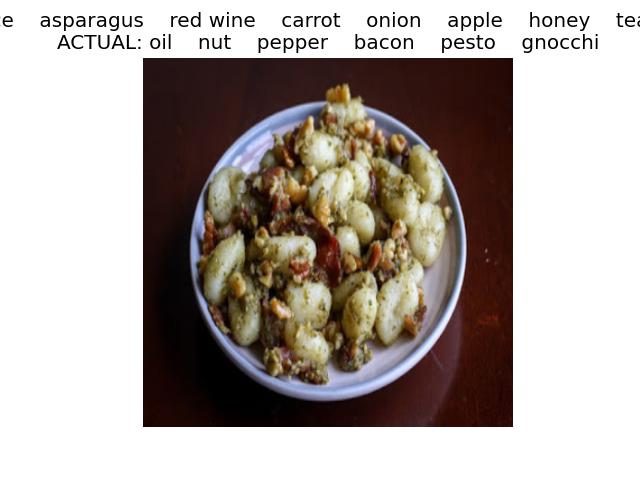 asparagus red wine carrot onion apple honey
ACTUAL: oil nut pepper bacon pesto gnocchi